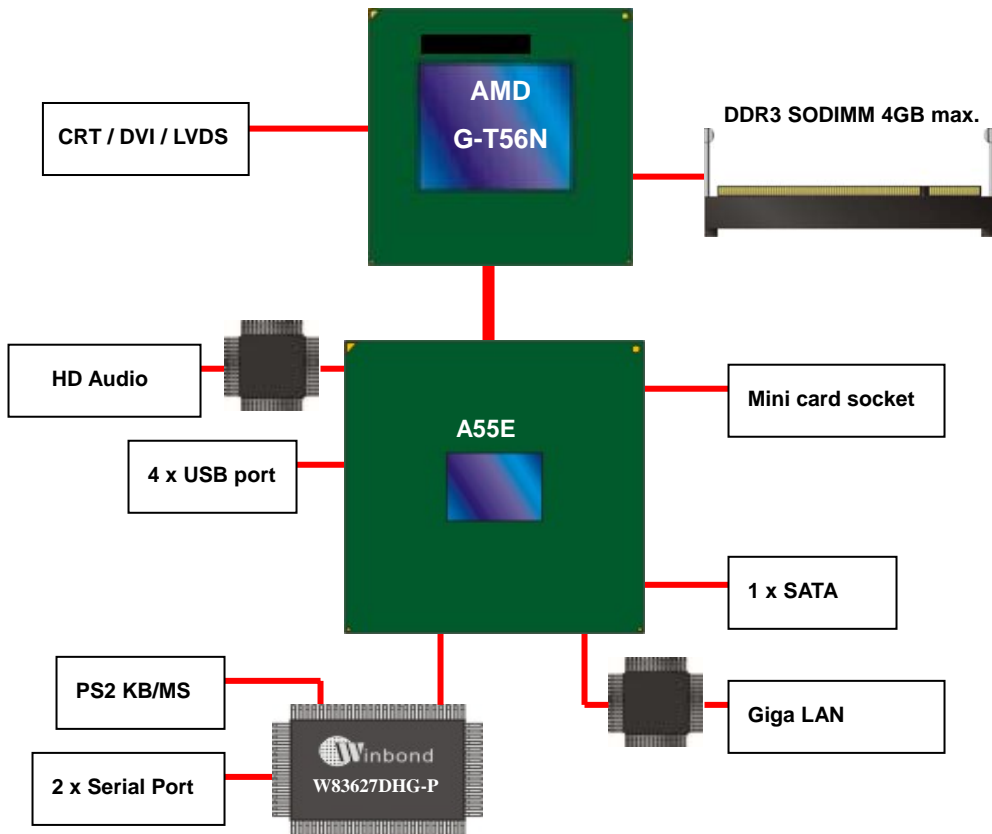 AMD
G-T56N
CRT / DVI / LVDS
DDR3 SODIMM 4GB max.
HD Audio
Mini card socket
A55E
4 x USB port
1 x SATA
PS2 KB/MS
Giga LAN
Winbond
W83627DHG-P
2 x Serial Port